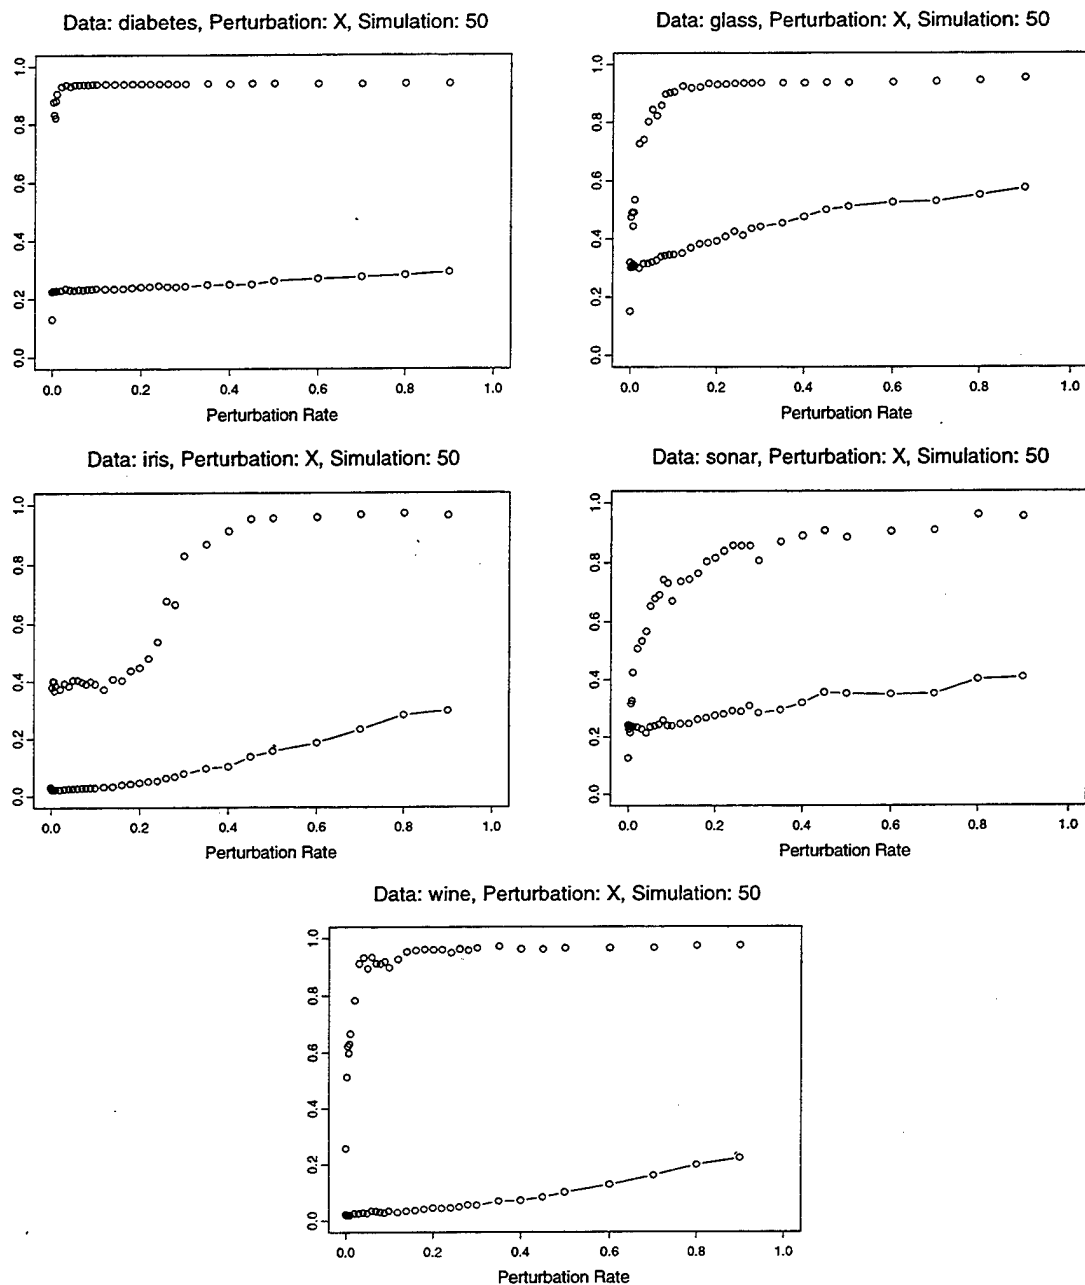 Data: diabetes, Perturbation: X, Simulation: 50
1.0
0.8
0.6
0.4
0.2
0.0
0.0 0.2 0.4 0.6 0.8 1.0
Perturbation Rate
Data: glass, Perturbation: X, Simulation: 50
1.0
0.8
0.6
0.4
0.2
0.0
0.0 0.2 0.4 0.6 0.8 1.0
Perturbation Rate
Data: iris, Perturbation: X, Simulation: 50
1.0
0.8
0.6
0.4
0.2
0.0
0.0 0.2 0.4 0.6 0.8 1.0
Perturbation Rate
Data: sonar, Perturbation: X, Simulation: 50
1.0
0.8
0.6
0.4
0.2
0.0
0.0 0.2 0.4 0.6 0.8 1.0
Perturbation Rate
Data: wine, Perturbation: X, Simulation: 50
1.0
0.8
0.6
0.4
0.2
0.0
0.0 0.2 0.4 0.6 0.8 1.0
Perturbation Rate